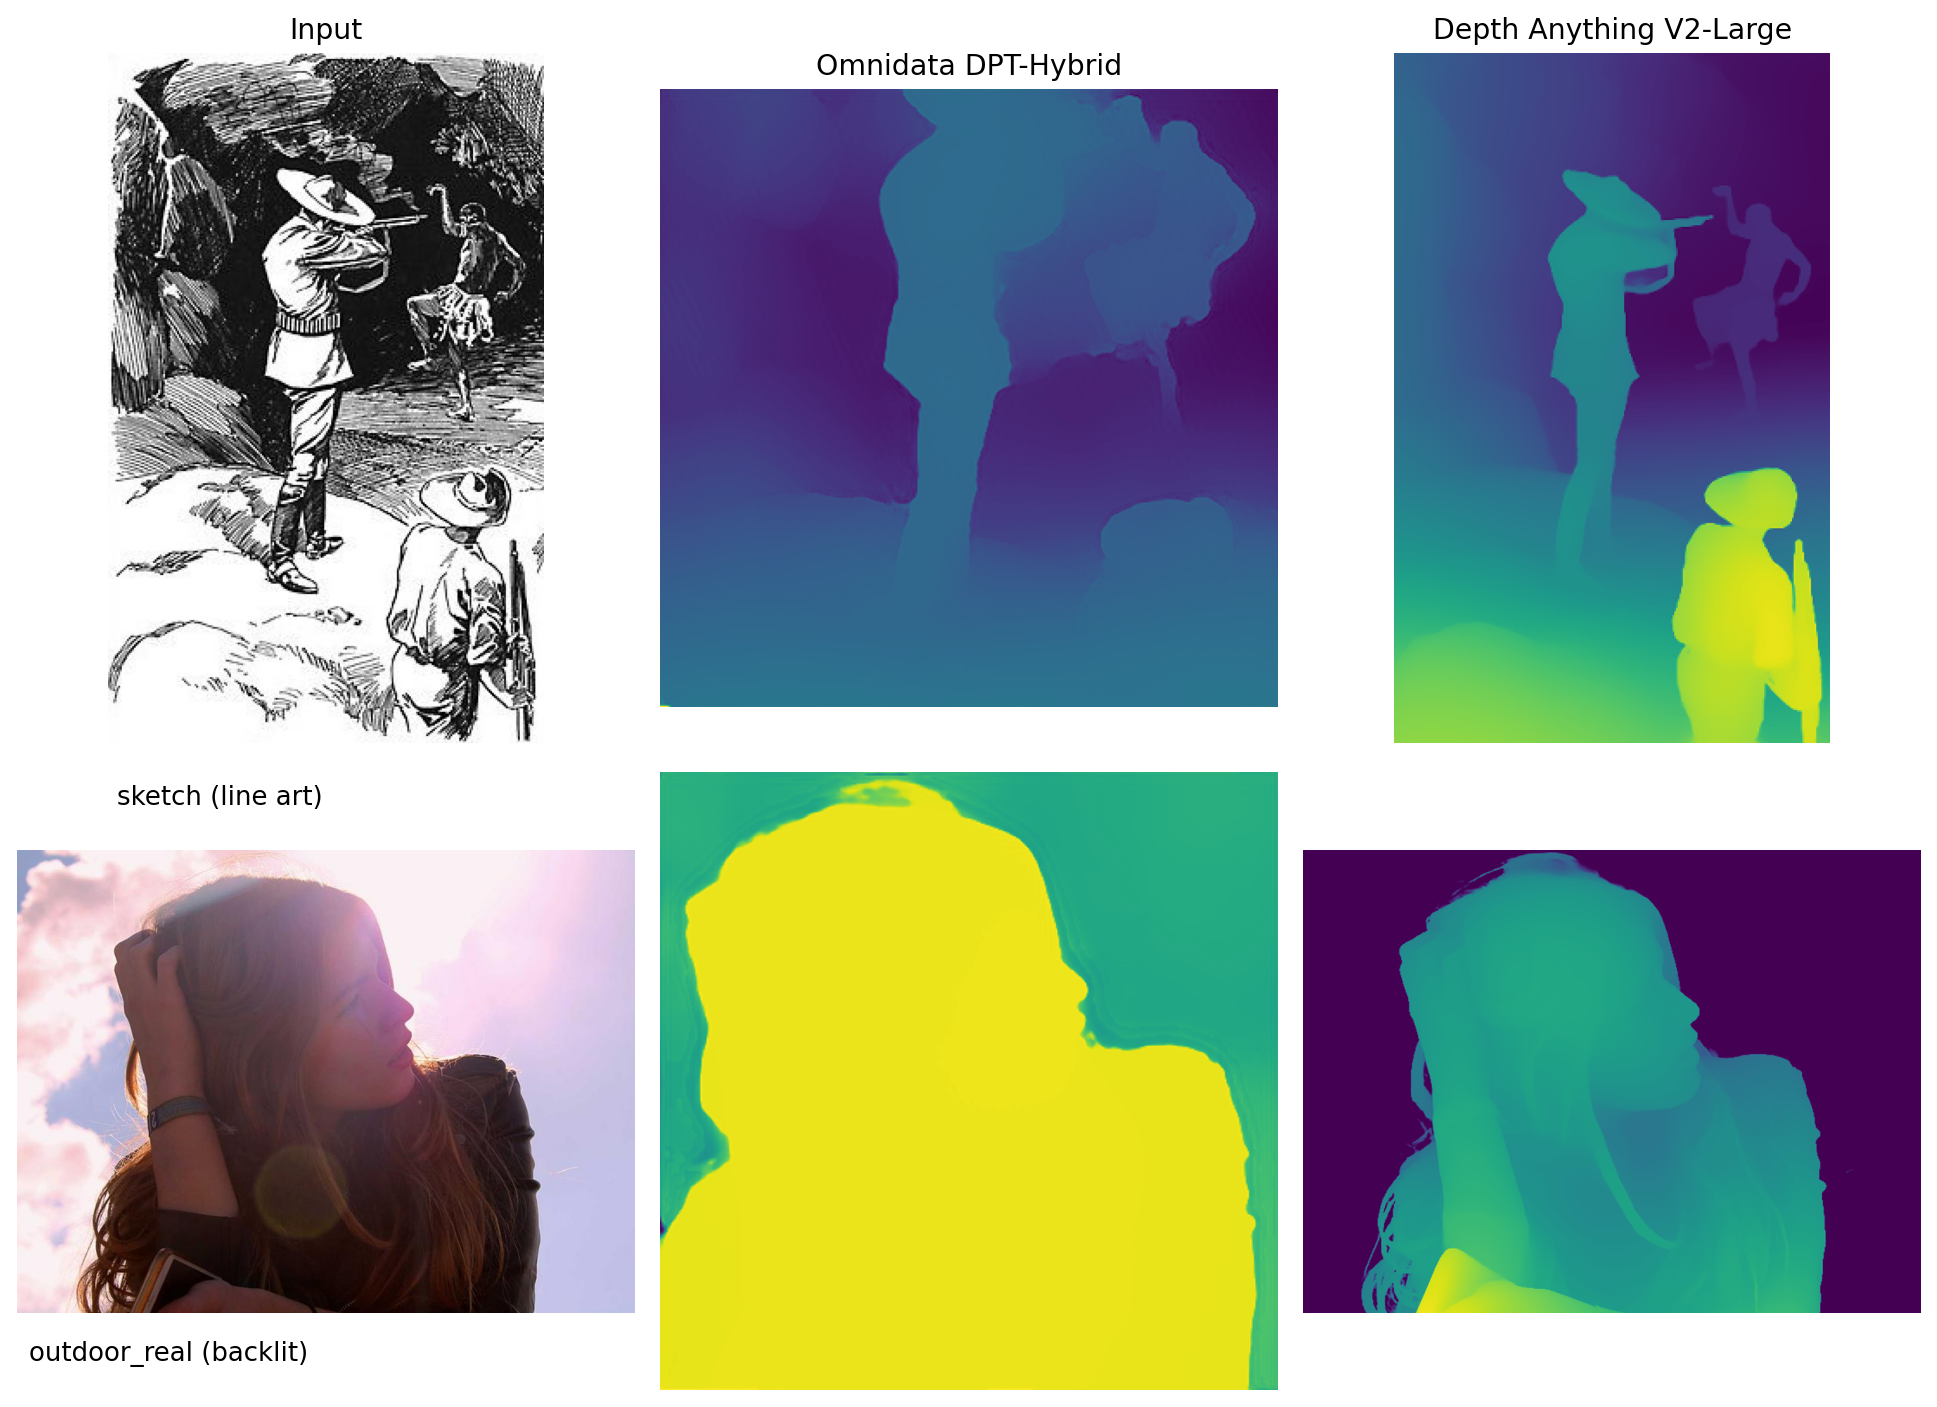 Input
Omnidata DPT-Hybrid
Depth Anything V2-Large
sketch (line art)
outdoor_real (backlit)